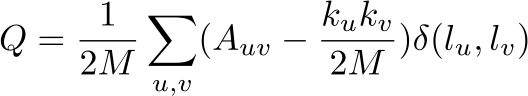 Q = \frac{1}{2M} \sum_{u,v} (A_{uv} - \frac{k_u k_v}{2M}) \delta(l_u, l_v)